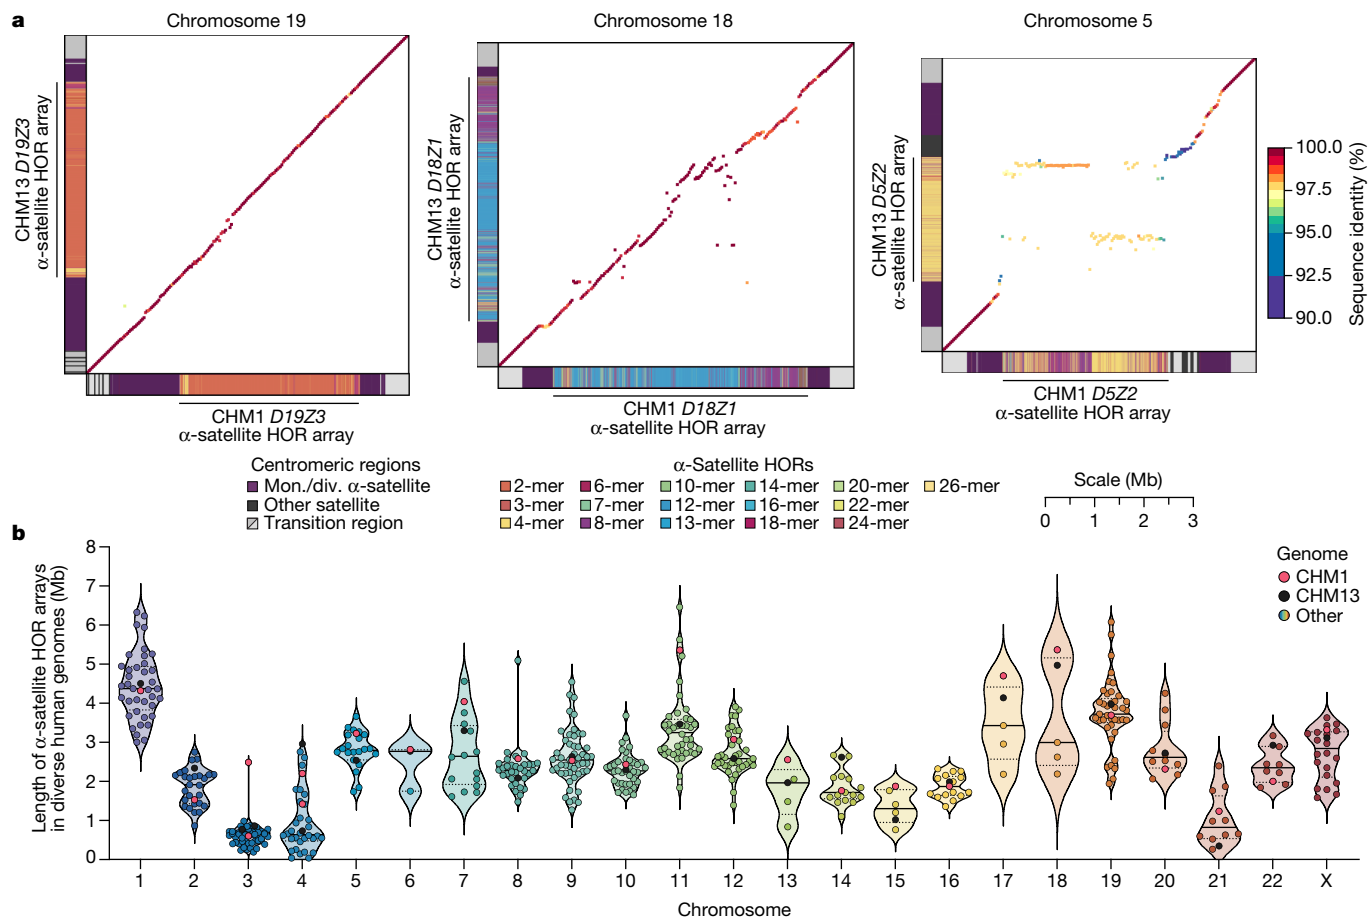 a
Chromosome 19
Chromosome 18
Chromosome 5
CHM13 D19Z3
α-satellite HOR array
CHM13 D18Z1
α-satellite HOR array
CHM13 D5Z2
α-satellite HOR array
100.0
97.5
95.0
92.5
90.0
Sequence identity (%)
CHM1 D19Z3
α-satellite HOR array
CHM1 D18Z1
α-satellite HOR array
CHM1 D5Z2
α-satellite HOR array
Centromeric regions
Mon./div. α-satellite
Other satellite
Transition region
α-Satellite HORs
2-mer 6-mer 10-mer 14-mer 20-mer 26-mer
3-mer 7-mer 12-mer 16-mer 22-mer
4-mer 8-mer 13-mer 18-mer 24-mer
Scale (Mb)
0 1 2 3
b
Length of α-satellite HOR arrays
in diverse human genomes (Mb)
8
7
6
5
4
3
2
1
0
Genome
CHM1
CHM13
Other
1 2 3 4 5 6 7 8 9 10 11 12 13 14 15 16 17 18 19 20 21 22 X
Chromosome